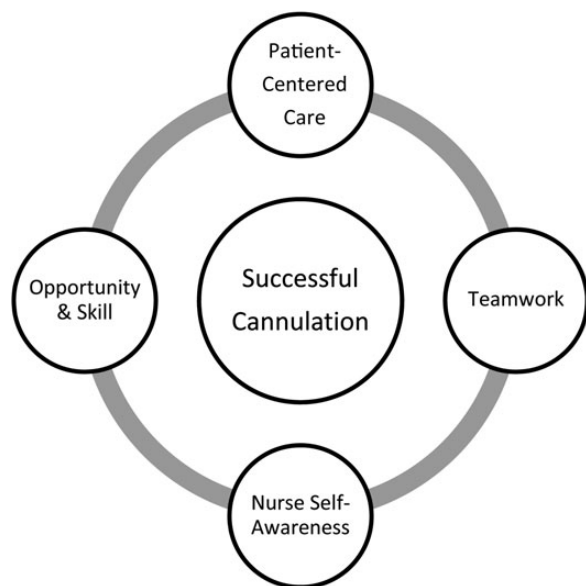 Patient-
Centered
Care
Opportunity
& Skill
Successful
Cannulation
Teamwork
Nurse Self-
Awareness